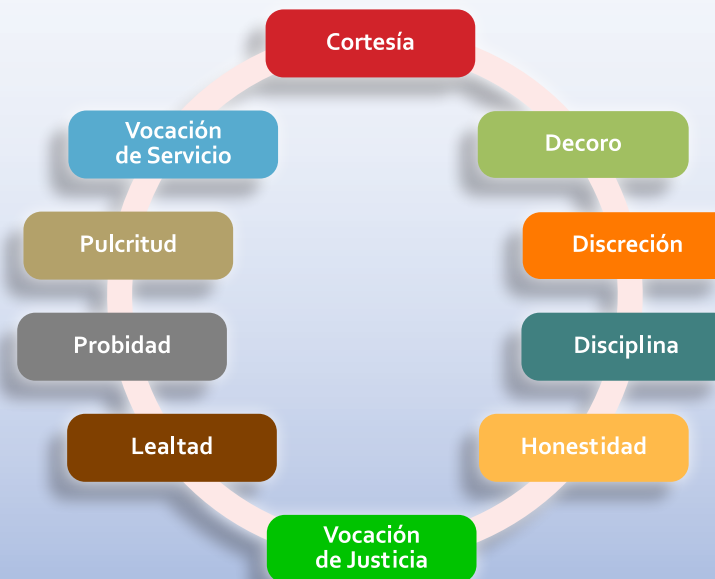 Cortesía
Decoro
Discreción
Disciplina
Honestidad
Vocación
de Justicia
Lealtad
Probidad
Pulcritud
Vocación
de Servicio